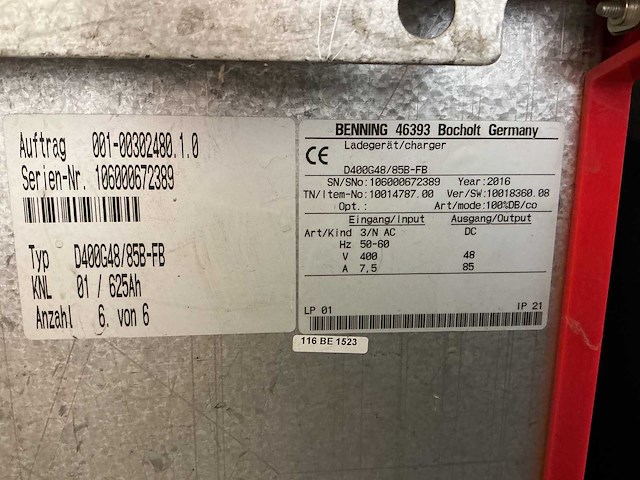 Auftrag 001-00302480.1.0
Serien-Nr. 106000672389
Typ D400G48/85B-FB
KNL 01 / 625Ah
Anzahl 6. von 6
BENNING 46393 Bocholt Germany
CE Ladegerät/charger
D400G48/85B-FB
SN/SNo: 106000672389 Year: 2016
TN/Item-No: 10014787.00 Ver/SW: 10018360.08
Opt.: Art/mode: 100%DB/co
Eingang/Input Ausgang/Output
Art/Kind 3/N AC DC
Hz 50-60
V 400 48
A 7,5 85
LP 01 IP 21
116 BE 1523